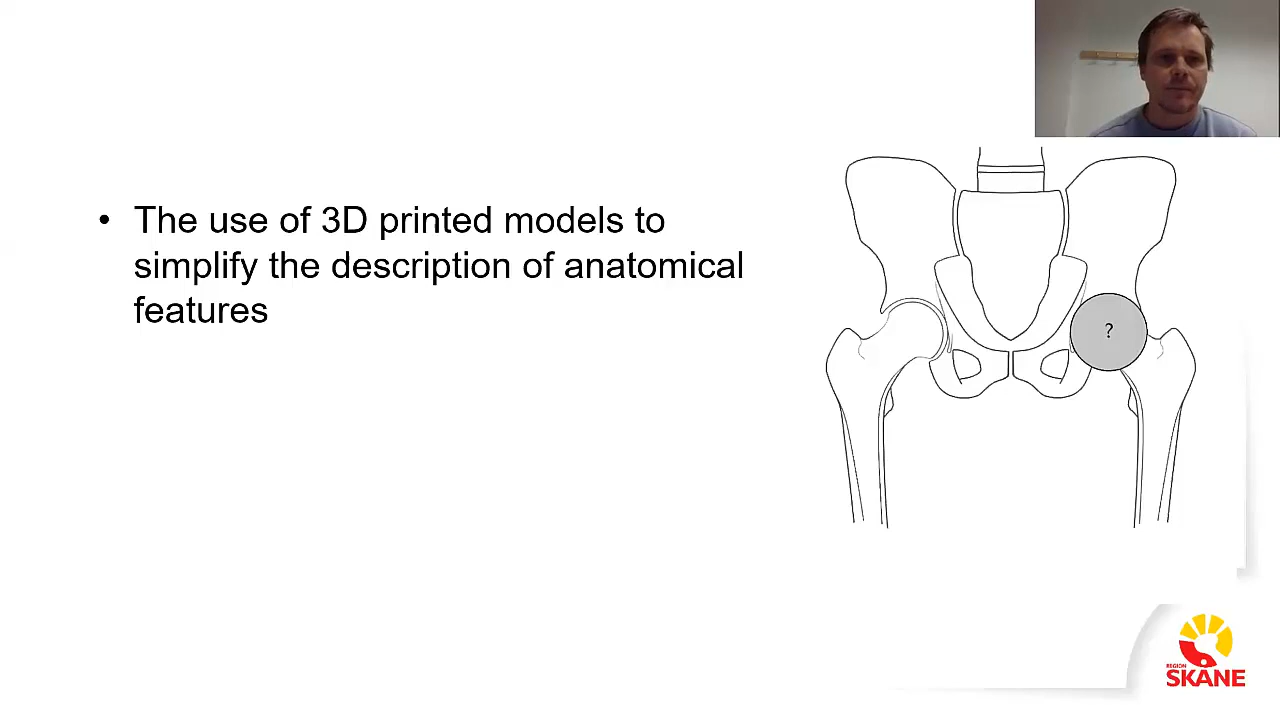 • The use of 3D printed models to
simplify the description of anatomical
features
?
REGION
SKANE